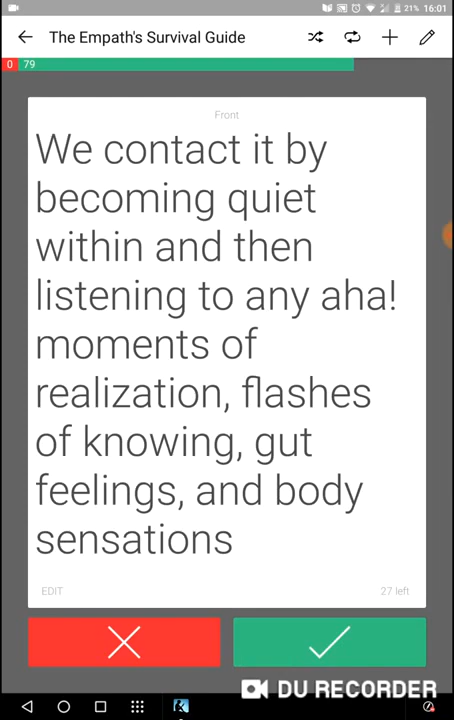 21% 16:01
The Empath's Survival Guide
0 79
Front
We contact it by
becoming quiet
within and then
listening to any aha!
moments of
realization, flashes
of knowing, gut
feelings, and body
sensations
EDIT 27 left
DU RECORDER